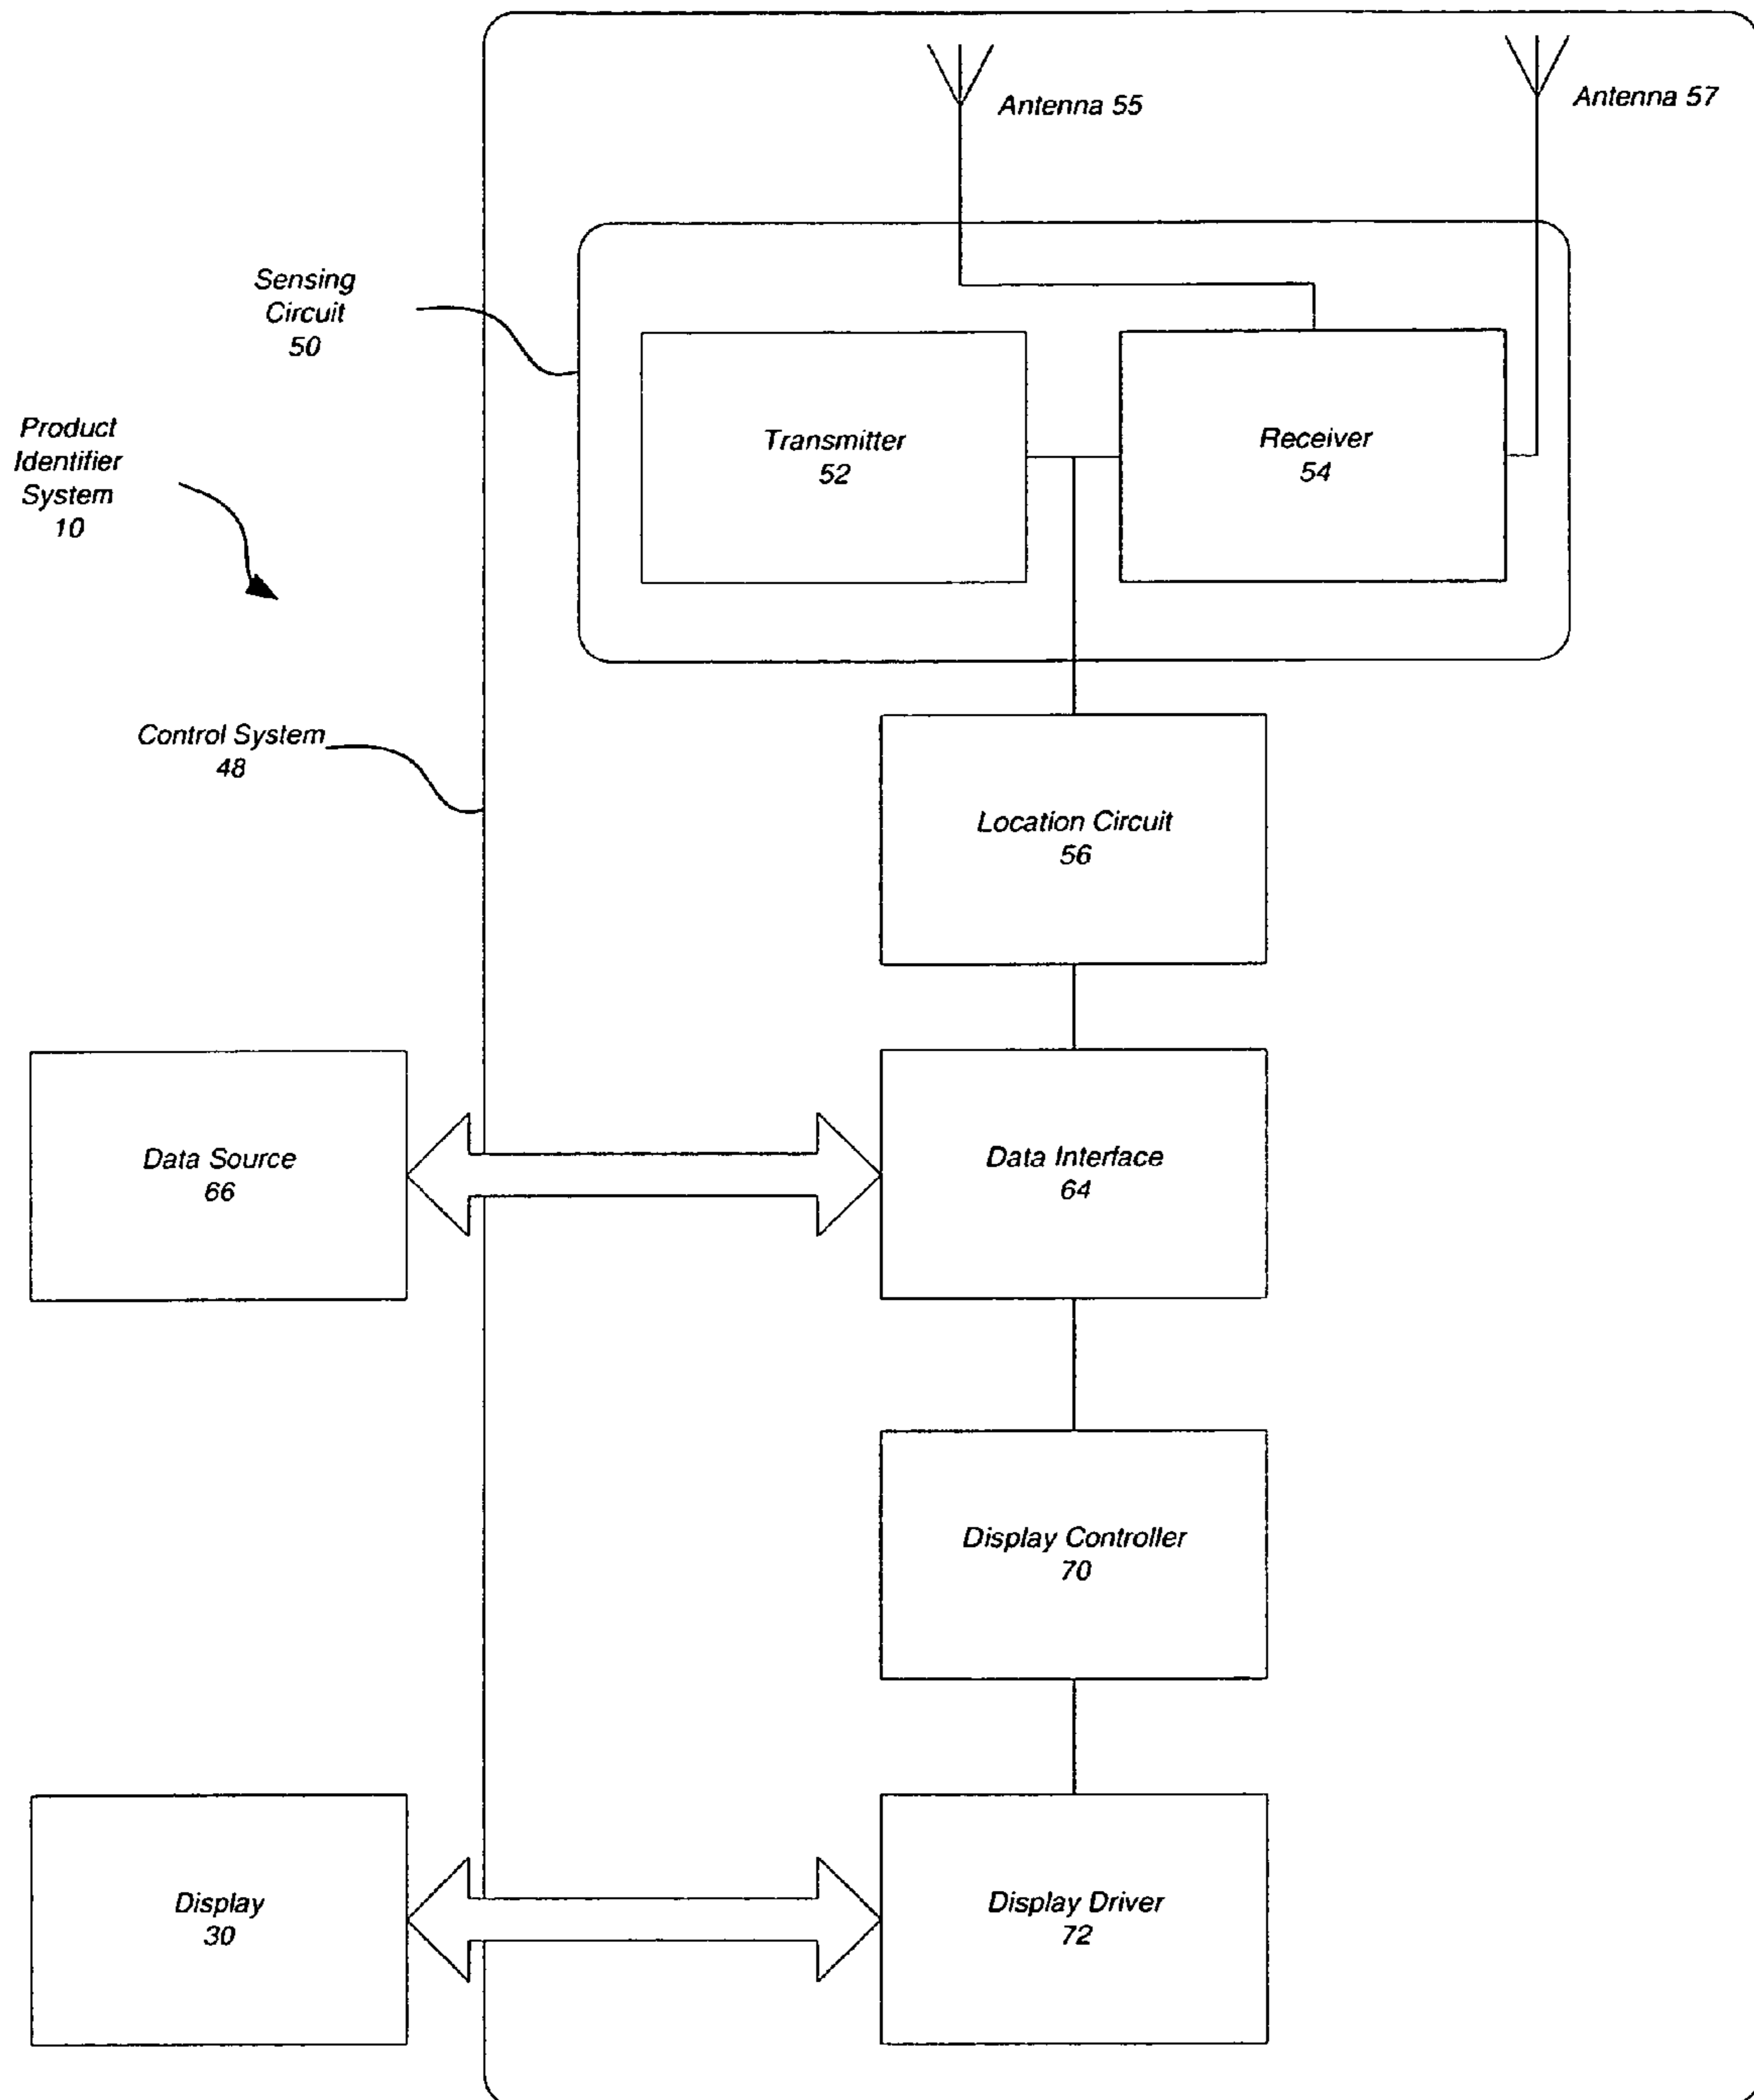 Antenna 55
Antenna 57
Sensing
Circuit
50
Transmitter
52
Receiver
54
Product
Identifier
System
10
Control System
48
Location Circuit
56
Data Source
66
Data Interface
64
Display Controller
70
Display
30
Display Driver
72